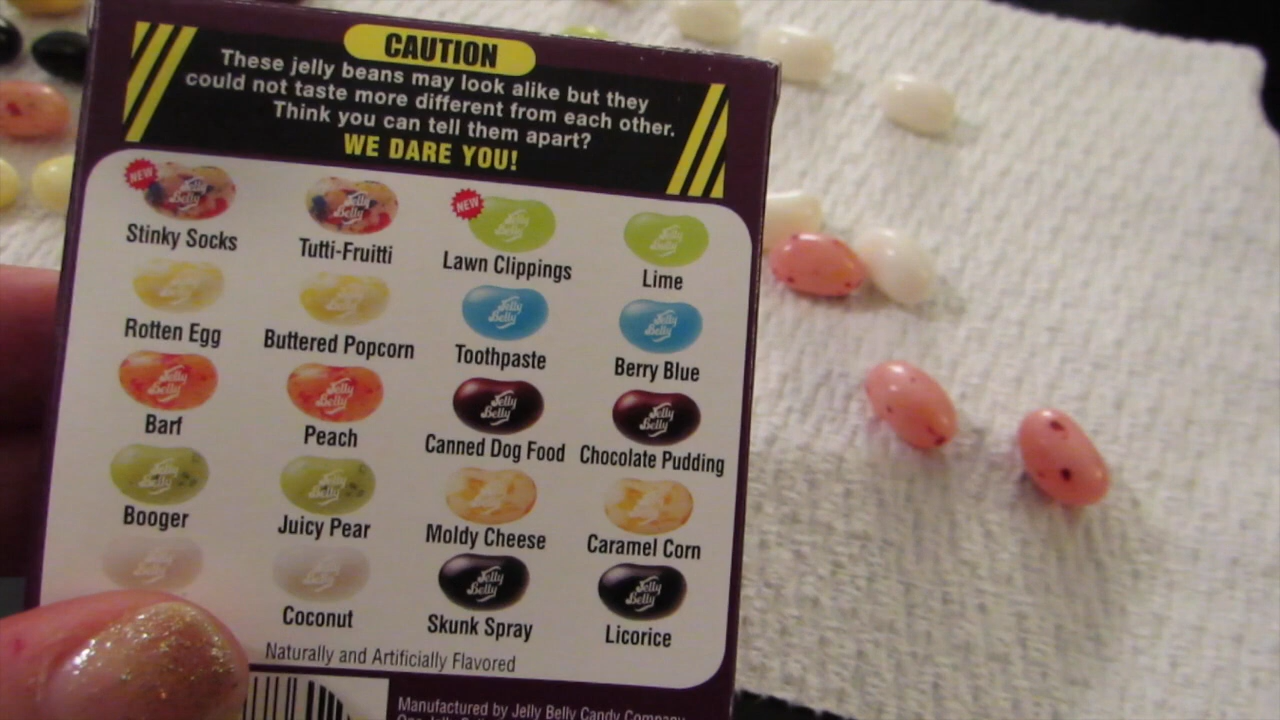 CAUTION
These jelly beans may look alike but they
could not taste more different from each other.
Think you can tell them apart?
WE DARE YOU!
NEW
NEW
Stinky Socks
Tutti-Fruitti
Lawn Clippings
Lime
Rotten Egg
Buttered Popcorn
Toothpaste
Berry Blue
Barf
Peach
Canned Dog Food
Chocolate Pudding
Booger
Juicy Pear
Moldy Cheese
Caramel Corn
Coconut
Skunk Spray
Licorice
Naturally and Artificially Flavored
Manufactured by Jelly Belly Candy Company